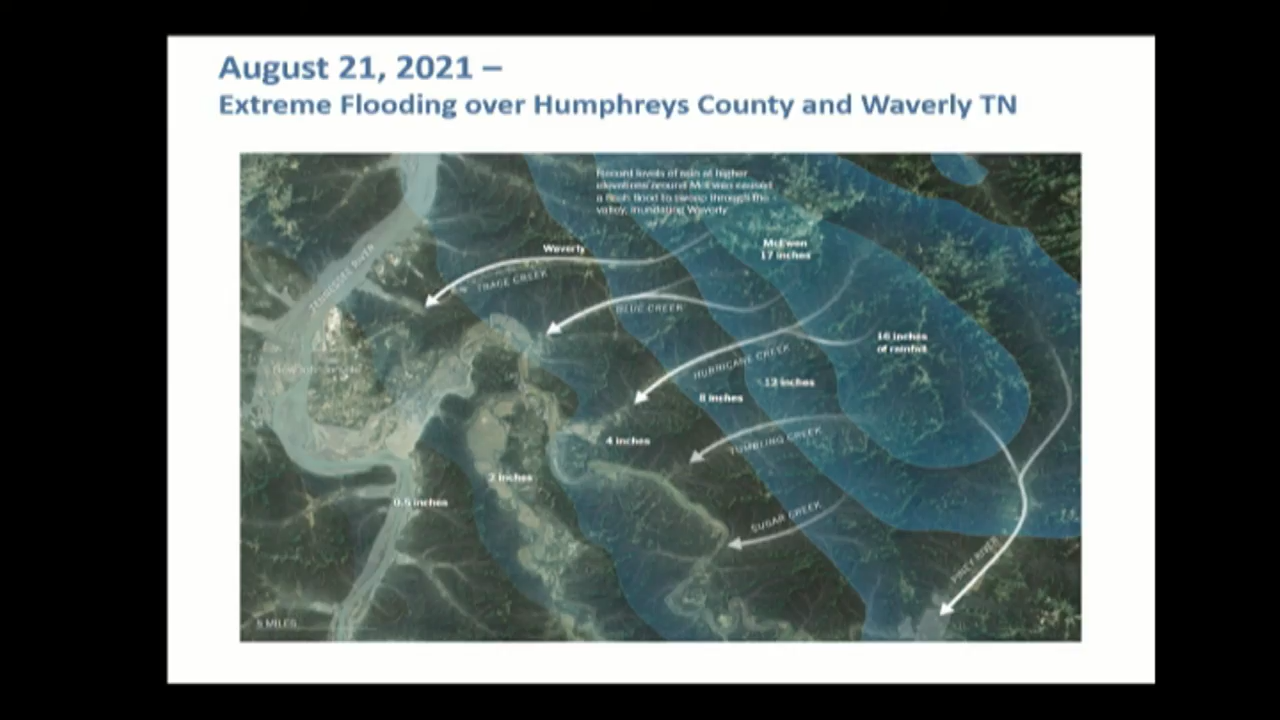 August 21, 2021 –
Extreme Flooding over Humphreys County and Waverly TN
Record levels of rain at higher
elevations around McEwen caused
a flash flood to sweep through the
valley, inundating Waverly
McEwen
17 inches
Waverly
TRACE CREEK
TENNESSEE RIVER
BLUE CREEK
16 inches
of rainfall
HURRICANE CREEK
12 inches
8 inches
4 inches
TUMBLING CREEK
2 inches
0.5 inches
SUGAR CREEK
PINEY RIVER
5 MILES